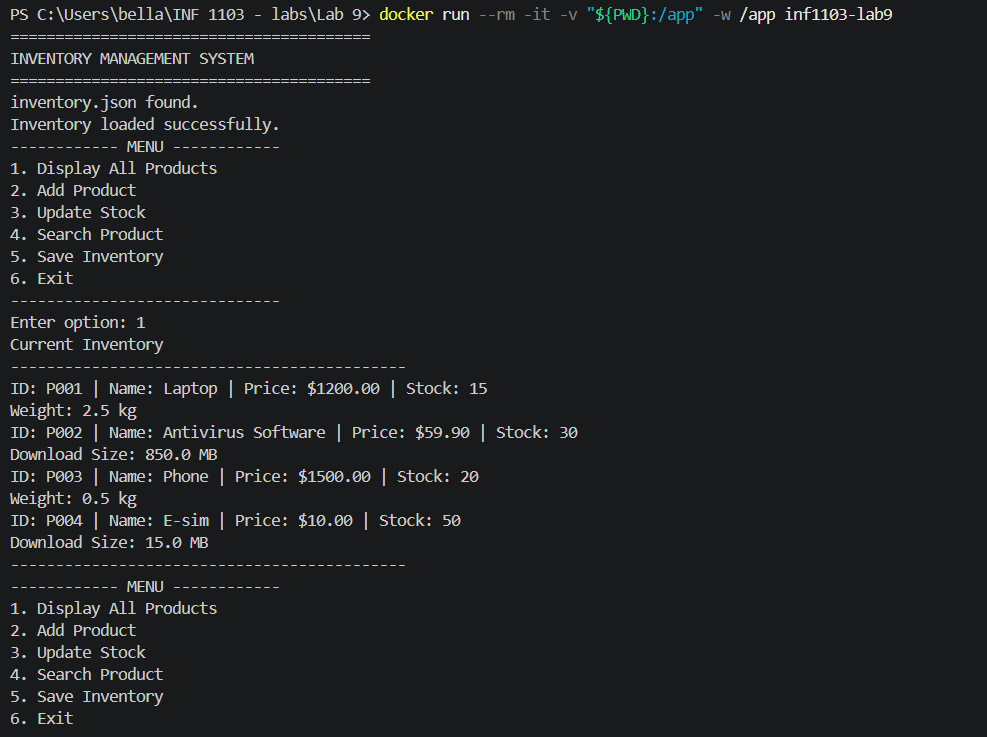 PS C:\Users\bella\INF 1103 - labs\Lab 9> docker run --rm -it -v "${PWD}:/app" -w /app inf1103-lab9
========================================
INVENTORY MANAGEMENT SYSTEM
========================================
inventory.json found.
Inventory loaded successfully.
------------ MENU ------------
1. Display All Products
2. Add Product
3. Update Stock
4. Search Product
5. Save Inventory
6. Exit
------------------------------
Enter option: 1
Current Inventory
--------------------------------------------
ID: P001 | Name: Laptop | Price: $1200.00 | Stock: 15
Weight: 2.5 kg
ID: P002 | Name: Antivirus Software | Price: $59.90 | Stock: 30
Download Size: 850.0 MB
ID: P003 | Name: Phone | Price: $1500.00 | Stock: 20
Weight: 0.5 kg
ID: P004 | Name: E-sim | Price: $10.00 | Stock: 50
Download Size: 15.0 MB
--------------------------------------------
------------ MENU ------------
1. Display All Products
2. Add Product
3. Update Stock
4. Search Product
5. Save Inventory
6. Exit